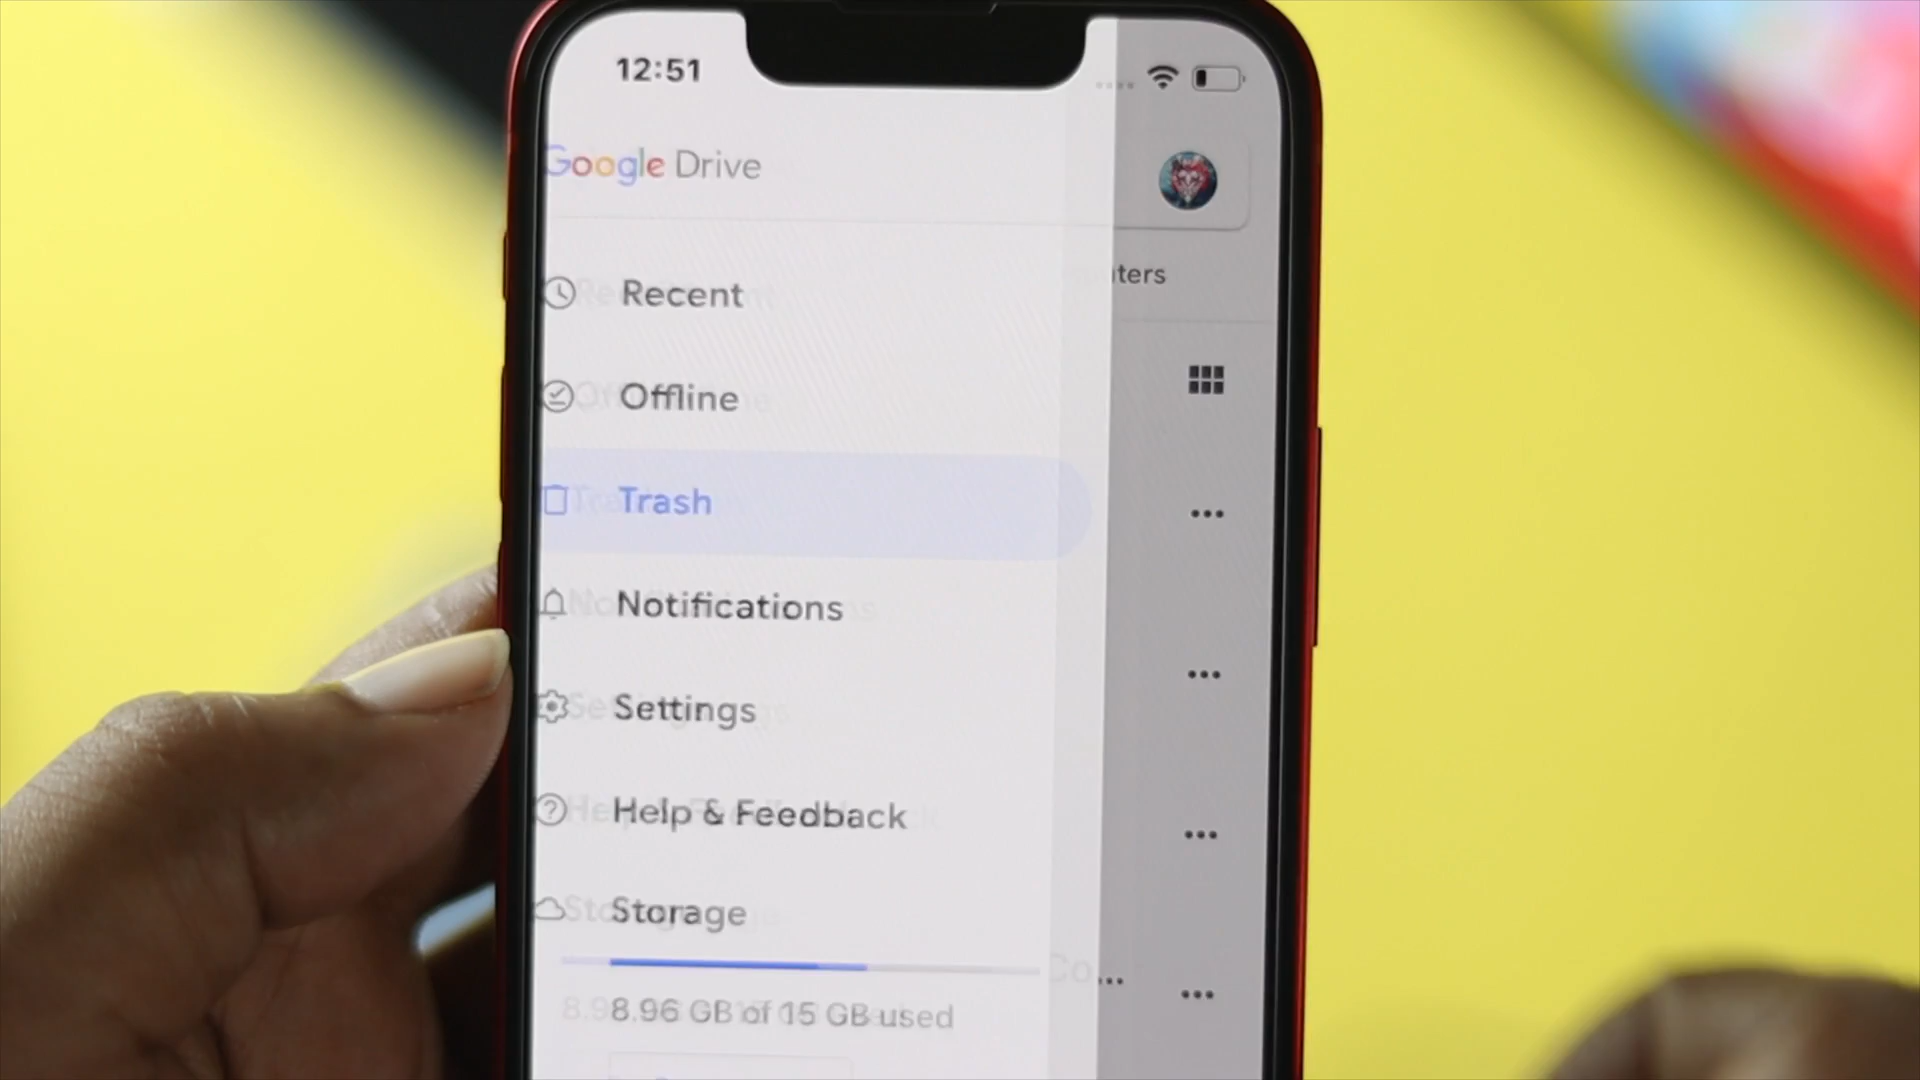 12:51
Google Drive
Recent
Offline
Trash
Notifications
Settings
Help & Feedback
Storage
8.96 GB of 15 GB used